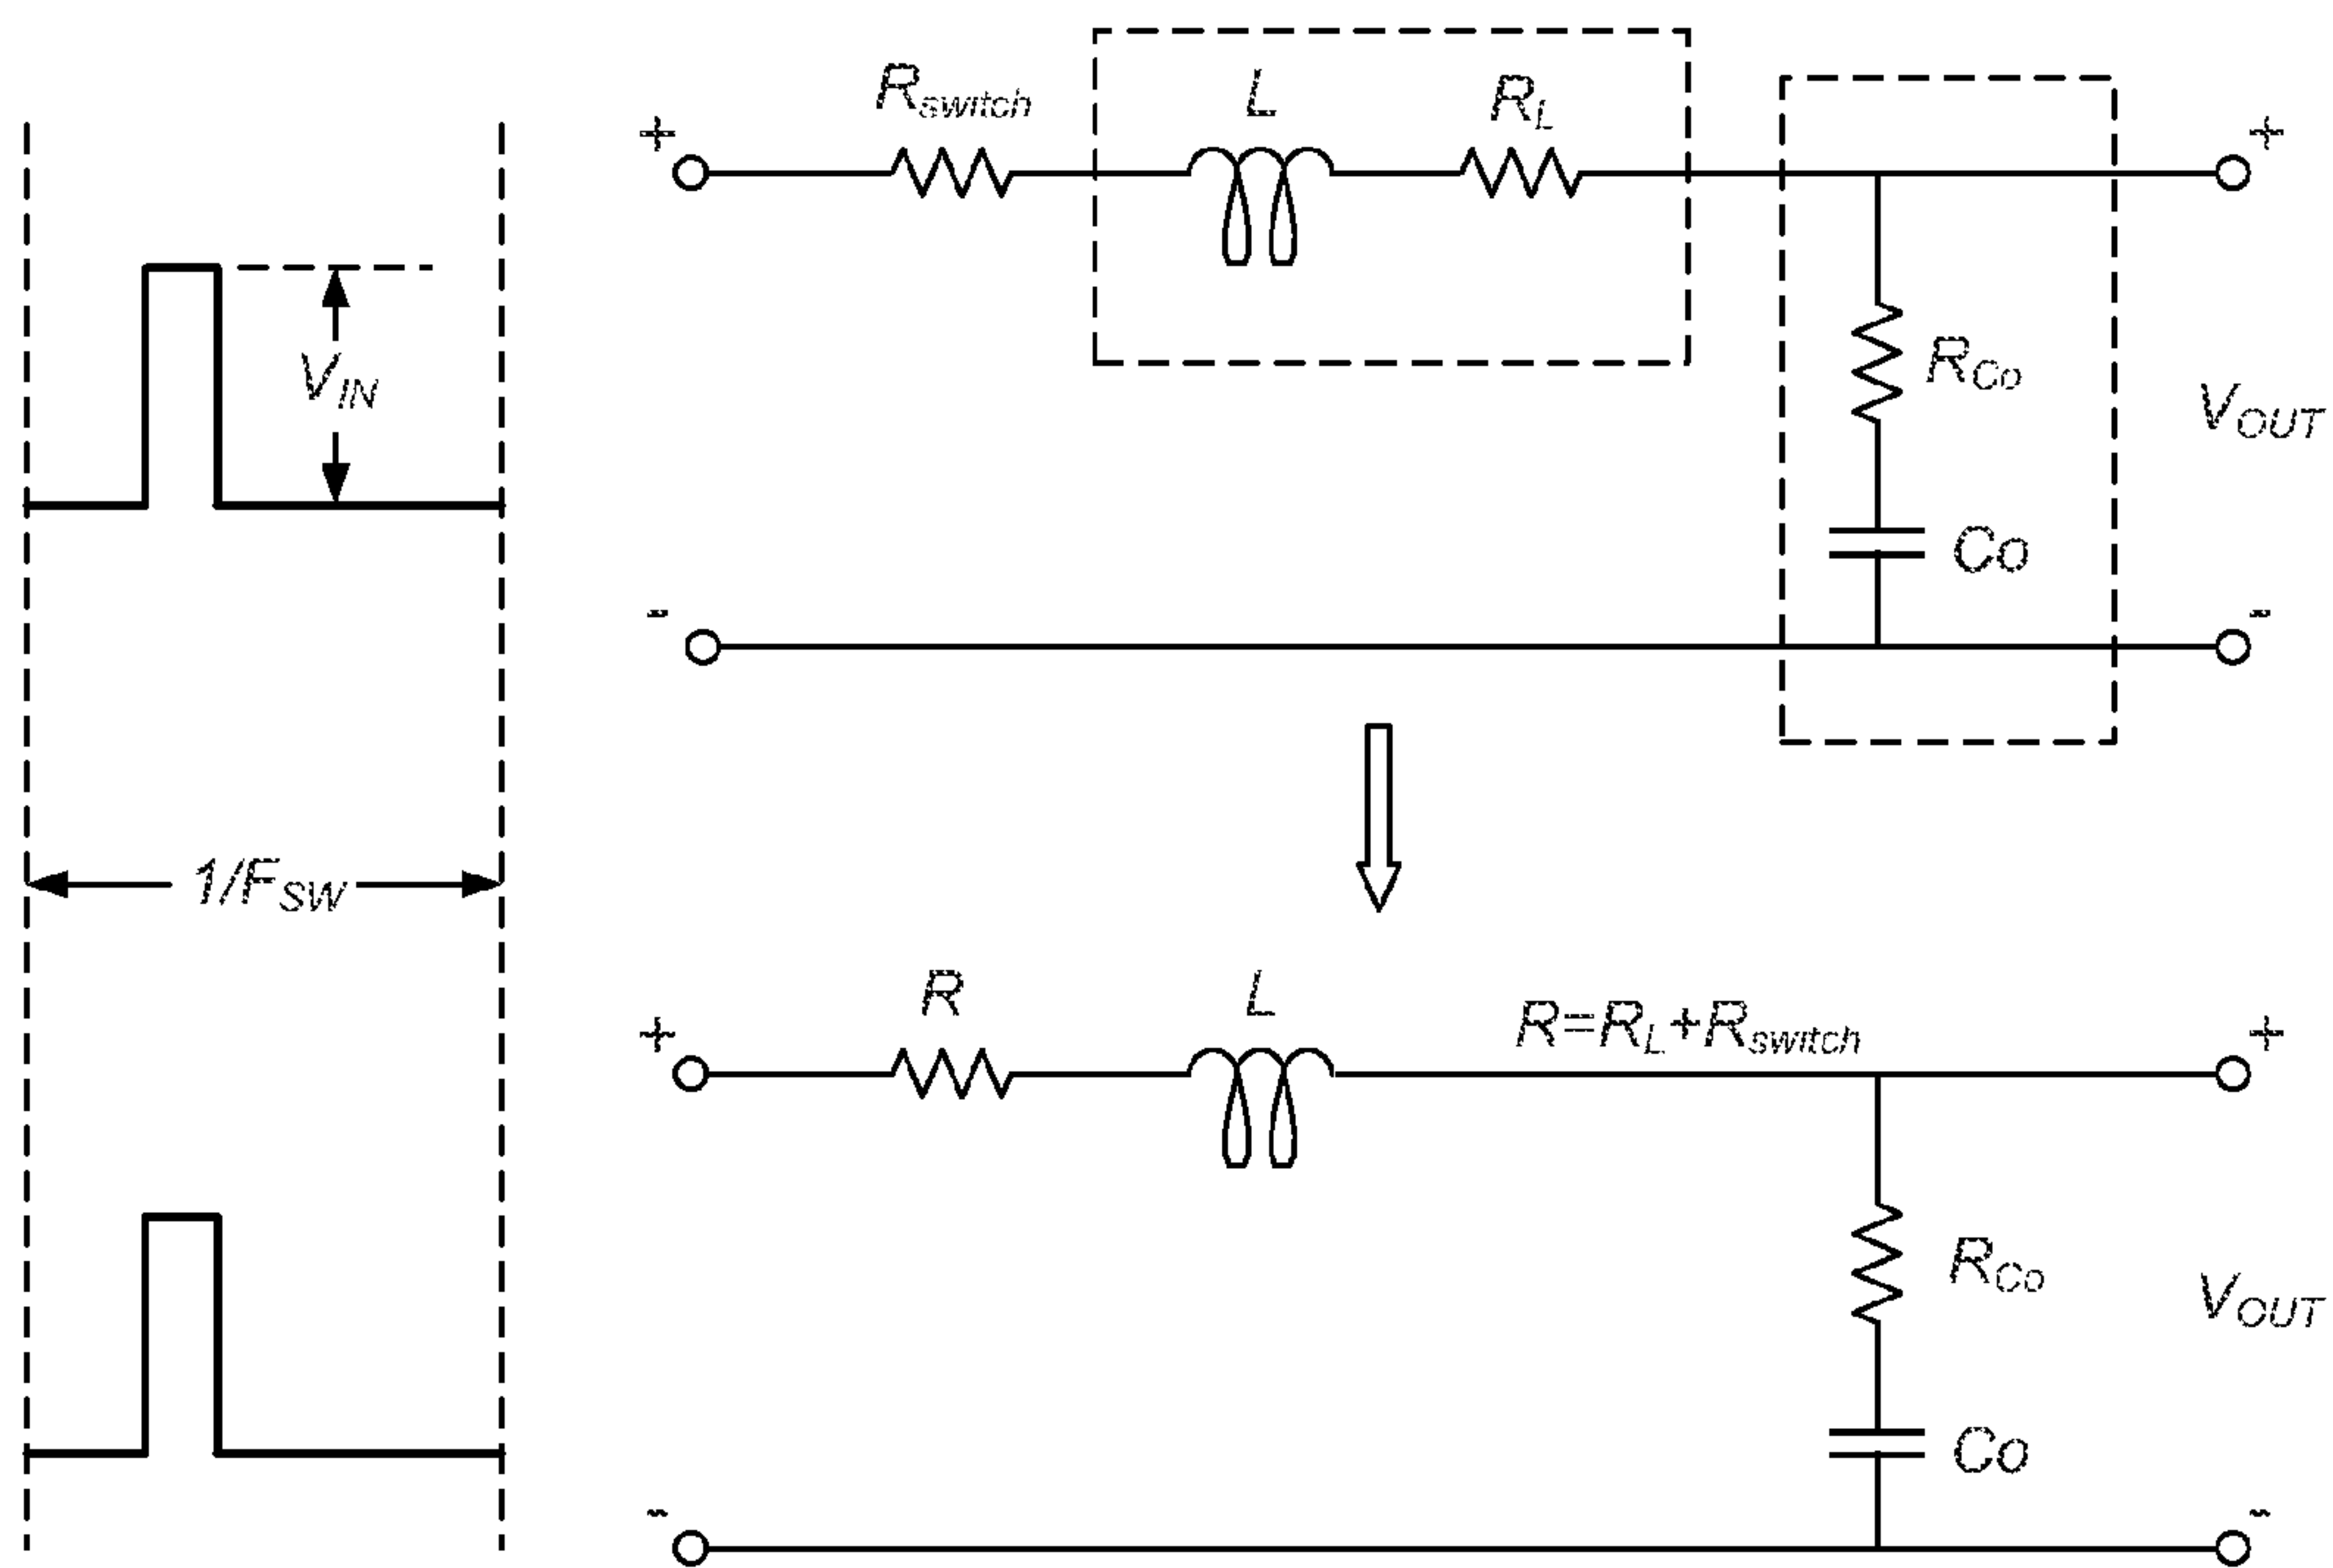 R_switch L R_L
+ +
V_IN R_Co V_OUT
Co
- -
1/F_SW
R L R=R_L+R_switch
+ +
R_Co V_OUT
Co
- -